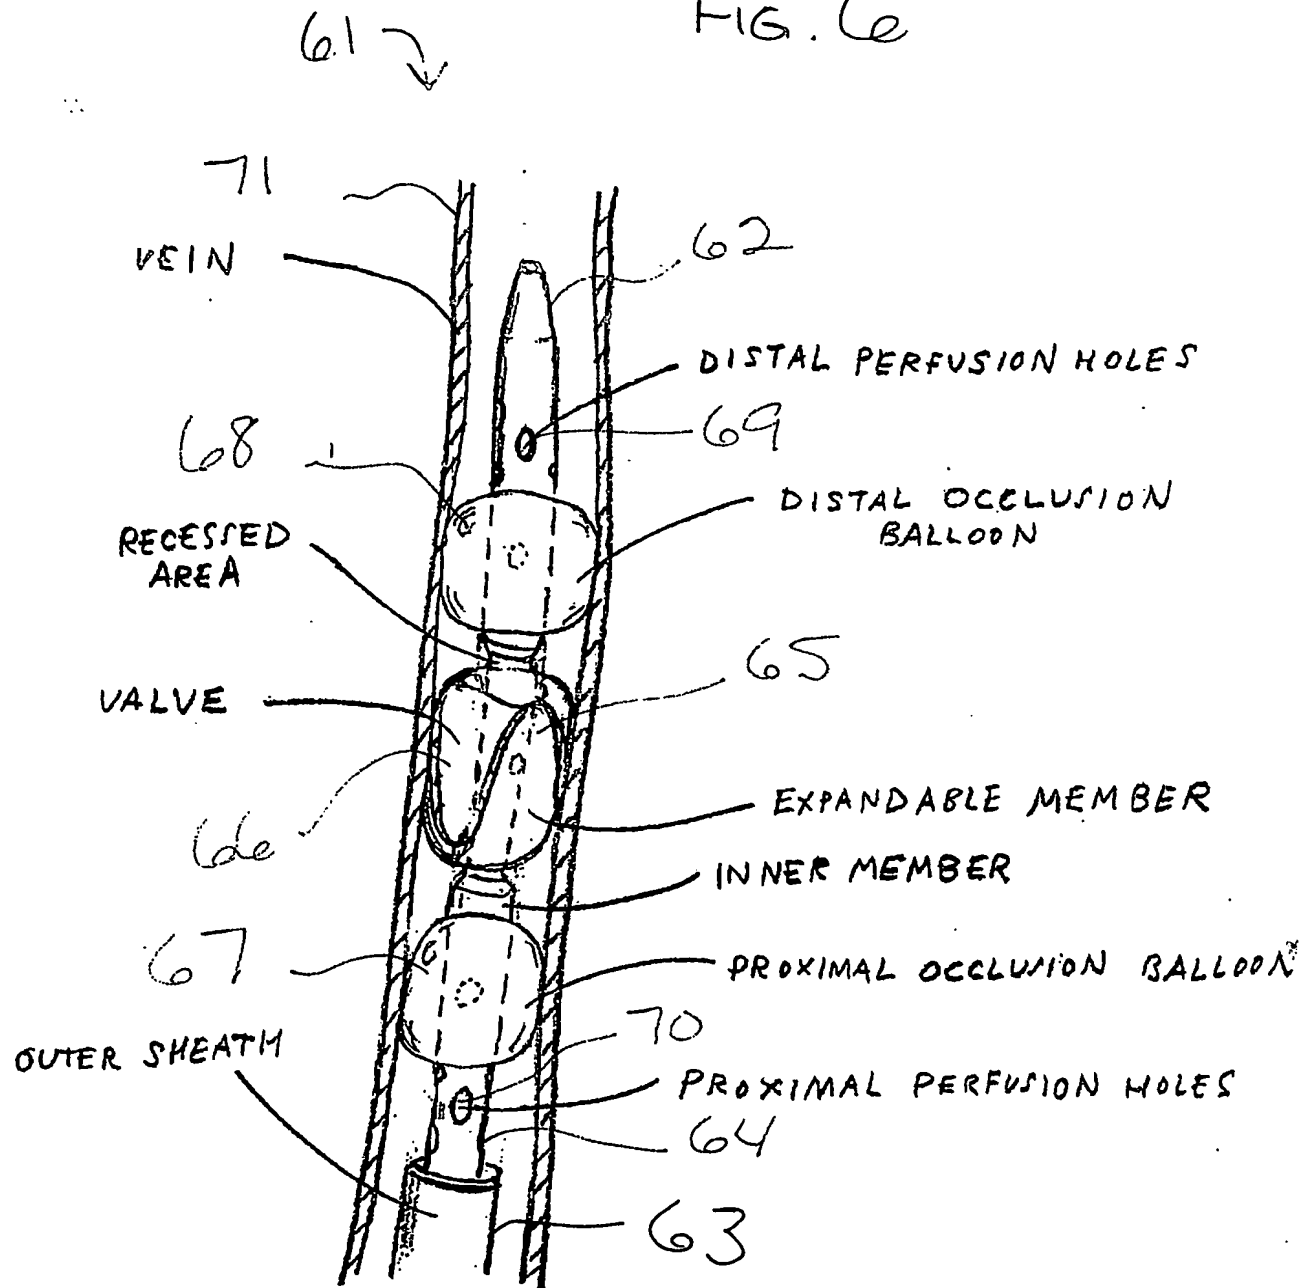 61
FIG. 6
71
VEIN
62
DISTAL PERFUSION HOLES
68
69
DISTAL OCCLUSION
BALLOON
RECESSED
AREA
65
VALVE
EXPANDABLE MEMBER
66
INNER MEMBER
67
PROXIMAL OCCLUSION BALLOON
70
OUTER SHEATH
PROXIMAL PERFUSION HOLES
64
63